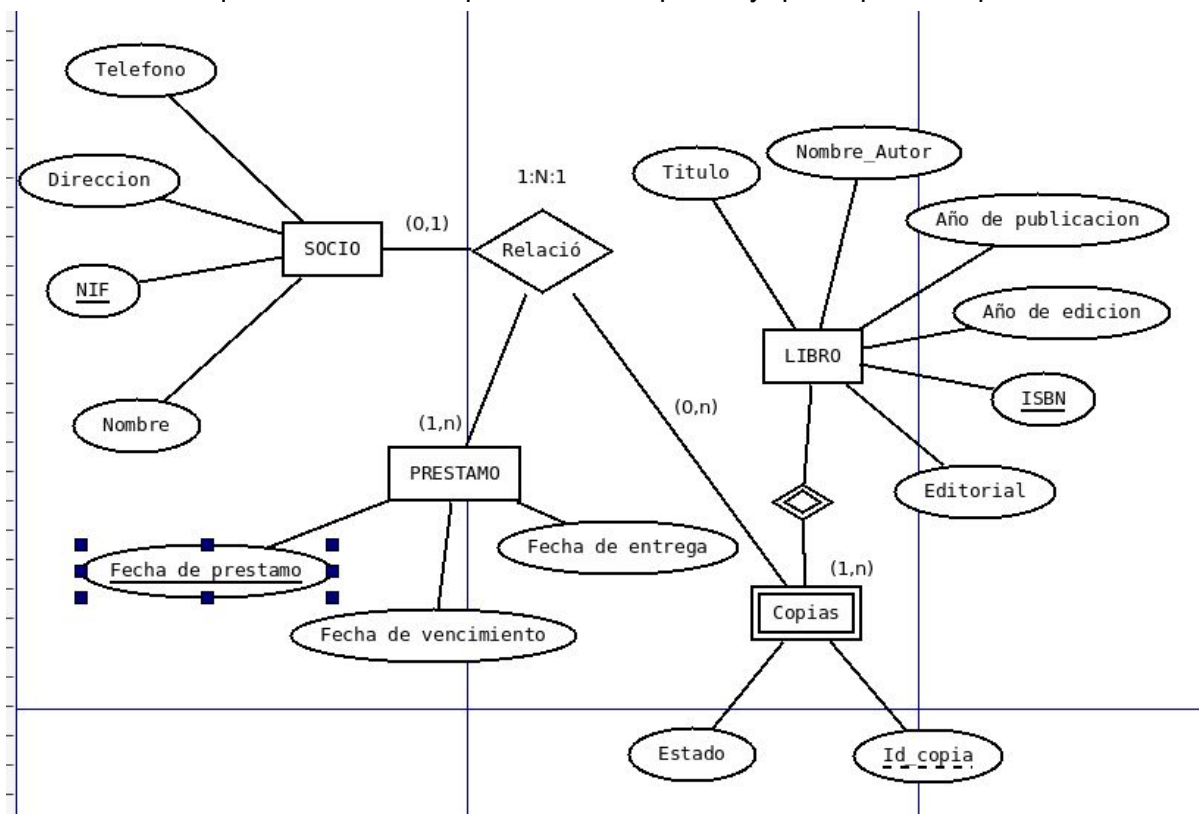 Telefono
Nombre_Autor
Titulo
1:N:1
Direccion
Año de publicacion
(0,1)
SOCIO
Relació
NIF
Año de edicion
LIBRO
ISBN
(0,n)
Nombre
(1,n)
PRESTAMO
Editorial
Fecha de entrega
Fecha de prestamo
(1,n)
Copias
Fecha de vencimiento
Estado
Id_copia